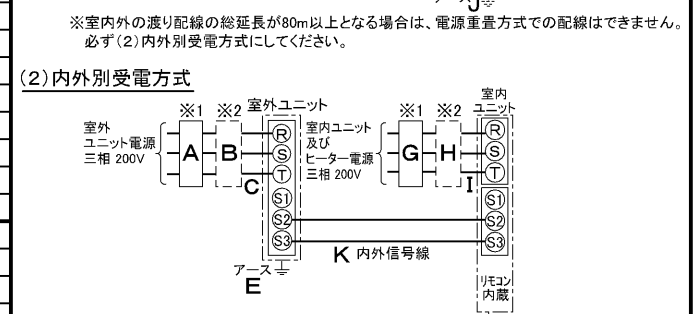 ※室内外の渡り配線の総延長が80m以上となる場合は、電源重畳方式での配線はできません。
必ず(2)内外別受電方式にしてください。
(2)内外別受電方式
※1 ※2 室外ユニット
室外
ユニット電源
三相 200V
A B
C
R
S
T
S1
S2
S3
アース
E
※1 ※2
室内
ユニット
室内ユニット
及び
ヒーター電源
三相 200V
G H
I
R
S
T
S1
S2
S3
K 内外信号線
リモコン
内蔵